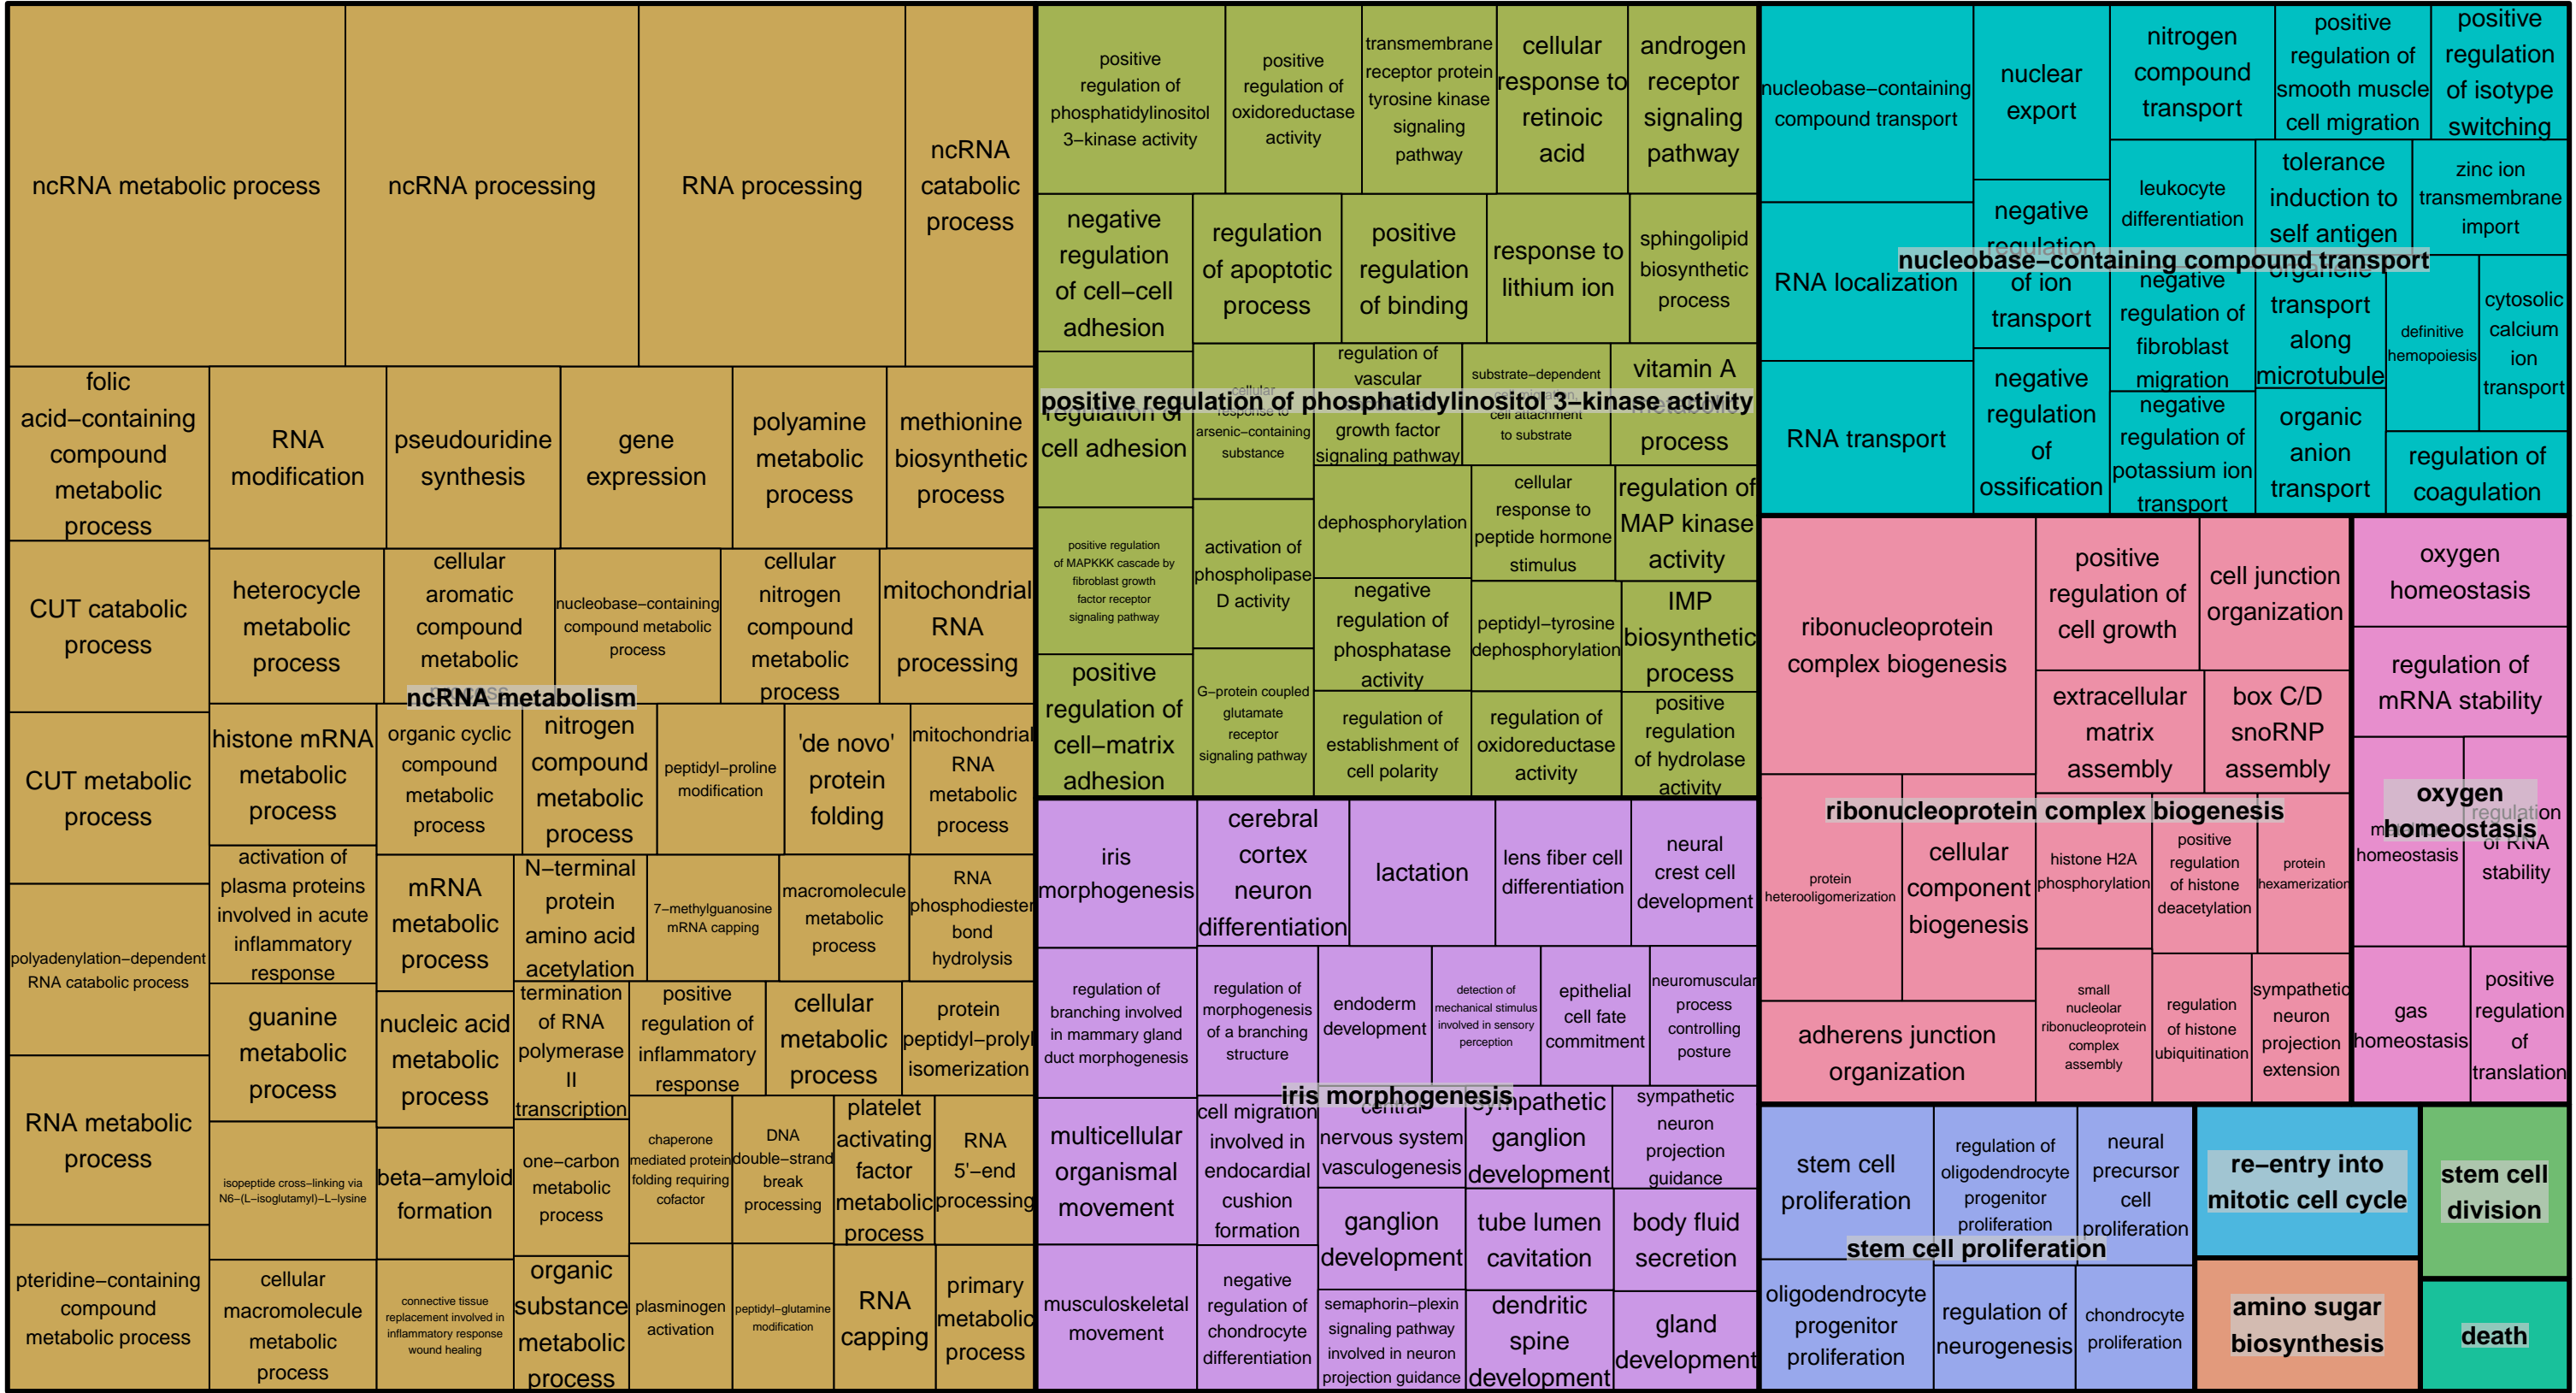 ncRNA metabolic process
ncRNA processing
RNA processing
ncRNA
catabolic
process
folic
acid−containing
compound
metabolic
process
RNA
modification
pseudouridine
synthesis
gene
expression
polyamine
metabolic
process
methionine
biosynthetic
process
CUT catabolic
process
heterocycle
metabolic
process
cellular
aromatic
compound
metabolic
process
nucleobase−containing
compound metabolic
process
cellular
nitrogen
compound
metabolic
process
mitochondrial
RNA
processing
ncRNA metabolism
CUT metabolic
process
histone mRNA
metabolic
process
organic cyclic
compound
metabolic
process
nitrogen
compound
metabolic
process
peptidyl−proline
modification
'de novo'
protein
folding
mitochondrial
RNA
metabolic
process
activation of
plasma proteins
involved in acute
inflammatory
response
mRNA
metabolic
process
N−terminal
protein
amino acid
acetylation
7−methylguanosine
mRNA capping
macromolecule
metabolic
process
RNA
phosphodiester
bond
hydrolysis
polyadenylation−dependent
RNA catabolic process
guanine
metabolic
process
nucleic acid
metabolic
process
termination
of RNA
polymerase
II
transcription
positive
regulation of
inflammatory
response
cellular
metabolic
process
protein
peptidyl−prolyl
isomerization
RNA metabolic
process
isopeptide cross−linking via
N6−(L−isoglutamyl)−L−lysine
beta−amyloid
formation
one−carbon
metabolic
process
chaperone
mediated protein
folding requiring
cofactor
DNA
double−strand
break
processing
platelet
activating
factor
metabolic
process
RNA
5'−end
processing
pteridine−containing
compound
metabolic process
cellular
macromolecule
metabolic
process
connective tissue
replacement involved in
inflammatory response
wound healing
organic
substance
metabolic
process
plasminogen
activation
peptidyl−glutamine
modification
RNA
capping
primary
metabolic
process
positive
regulation of
phosphatidylinositol
3−kinase activity
positive
regulation of
oxidoreductase
activity
transmembrane
receptor protein
tyrosine kinase
signaling
pathway
cellular
response to
retinoic
acid
androgen
receptor
signaling
pathway
negative
regulation
of cell−cell
adhesion
regulation
of apoptotic
process
positive
regulation
of binding
response to
lithium ion
sphingolipid
biosynthetic
process
positive regulation of phosphatidylinositol 3−kinase activity
regulation of
cell adhesion
cellular
response to
arsenic−containing
substance
regulation of
vascular
growth factor
signaling pathway
substrate−dependent
cell migration,
cell attachment
to substrate
vitamin A
metabolic
process
positive regulation
of MAPKKK cascade by
fibroblast growth
factor receptor
signaling pathway
activation of
phospholipase
D activity
dephosphorylation
cellular
response to
peptide hormone
stimulus
regulation of
MAP kinase
activity
negative
regulation of
phosphatase
activity
peptidyl−tyrosine
dephosphorylation
IMP
biosynthetic
process
positive
regulation of
cell−matrix
adhesion
G−protein coupled
glutamate
receptor
signaling pathway
regulation of
establishment of
cell polarity
regulation of
oxidoreductase
activity
positive
regulation
of hydrolase
activity
iris
morphogenesis
cerebral
cortex
neuron
differentiation
lactation
lens fiber cell
differentiation
neural
crest cell
development
regulation of
branching involved
in mammary gland
duct morphogenesis
regulation of
morphogenesis
of a branching
structure
endoderm
development
detection of
mechanical stimulus
involved in sensory
perception
epithelial
cell fate
commitment
neuromuscular
process
controlling
posture
iris morphogenesis
multicellular
organismal
movement
cell migration
involved in
endocardial
cushion
formation
central
nervous system
vasculogenesis
sympathetic
ganglion
development
sympathetic
neuron
projection
guidance
ganglion
development
tube lumen
cavitation
body fluid
secretion
musculoskeletal
movement
negative
regulation of
chondrocyte
differentiation
semaphorin−plexin
signaling pathway
involved in neuron
projection guidance
dendritic
spine
development
gland
development
nucleobase−containing
compound transport
nuclear
export
nitrogen
compound
transport
positive
regulation of
smooth muscle
cell migration
positive
regulation
of isotype
switching
leukocyte
differentiation
tolerance
induction to
self antigen
zinc ion
transmembrane
import
nucleobase−containing compound transport
RNA localization
negative
regulation
of ion
transport
negative
regulation of
fibroblast
migration
organelle
transport
along
microtubule
definitive
hemopoiesis
cytosolic
calcium
ion
transport
RNA transport
negative
regulation
of
ossification
negative
regulation of
potassium ion
transport
organic
anion
transport
regulation of
coagulation
ribonucleoprotein
complex biogenesis
positive
regulation of
cell growth
cell junction
organization
extracellular
matrix
assembly
box C/D
snoRNP
assembly
ribonucleoprotein complex biogenesis
protein
heterooligomerization
cellular
component
biogenesis
histone H2A
phosphorylation
positive
regulation
of histone
deacetylation
protein
hexamerization
adherens junction
organization
small
nucleolar
ribonucleoprotein
complex
assembly
regulation
of histone
ubiquitination
sympathetic
neuron
projection
extension
oxygen
homeostasis
regulation of
mRNA stability
oxygen
homeostasis
homeostasis
regulation
of RNA
stability
gas
homeostasis
positive
regulation
of
translation
stem cell
proliferation
regulation of
oligodendrocyte
progenitor
proliferation
neural
precursor
cell
proliferation
stem cell proliferation
oligodendrocyte
progenitor
proliferation
regulation of
neurogenesis
chondrocyte
proliferation
re−entry into
mitotic cell cycle
stem cell
division
amino sugar
biosynthesis
death